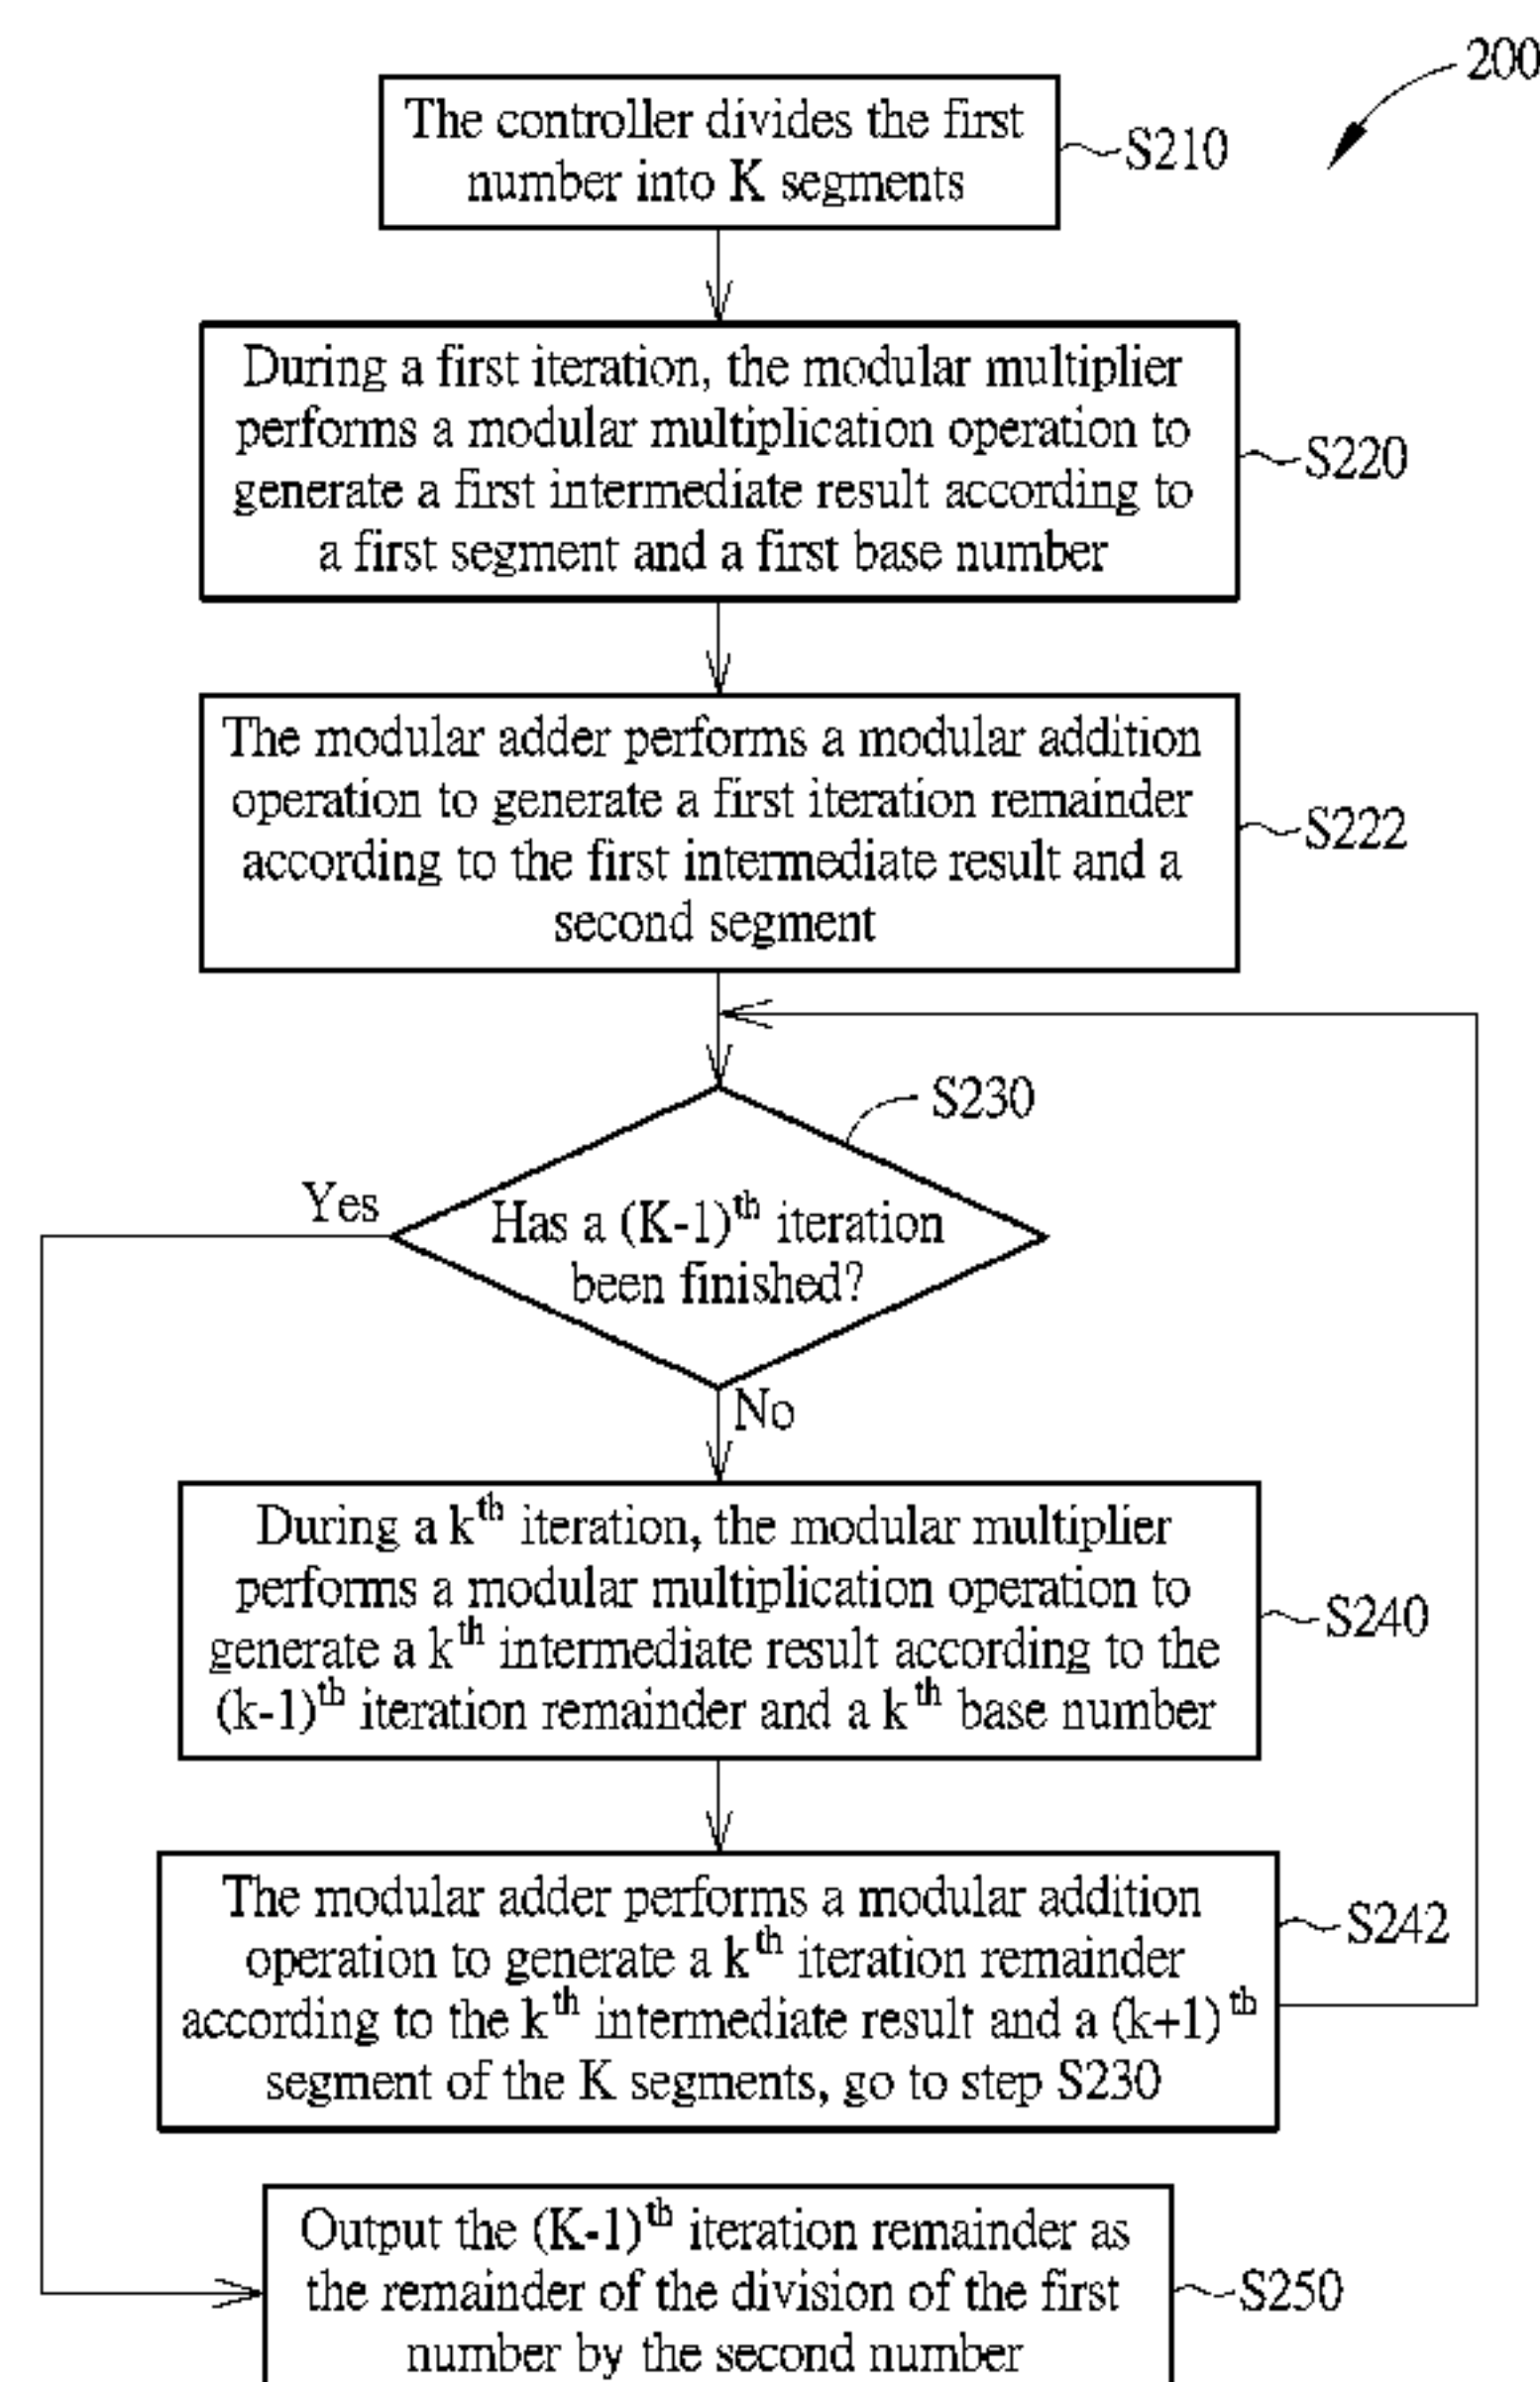 200
The controller divides the first
number into K segments
S210
During a first iteration, the modular multiplier
performs a modular multiplication operation to
generate a first intermediate result according to
a first segment and a first base number
S220
The modular adder performs a modular addition
operation to generate a first iteration remainder
according to the first intermediate result and a
second segment
S222
S230
Yes
Has a (K-1)th iteration
been finished?
No
During a kth iteration, the modular multiplier
performs a modular multiplication operation to
generate a kth intermediate result according to the
(k-1)th iteration remainder and a kth base number
S240
The modular adder performs a modular addition
operation to generate a kth iteration remainder
according to the kth intermediate result and a (k+1)th
segment of the K segments, go to step S230
S242
Output the (K-1)th iteration remainder as
the remainder of the division of the first
number by the second number
S250